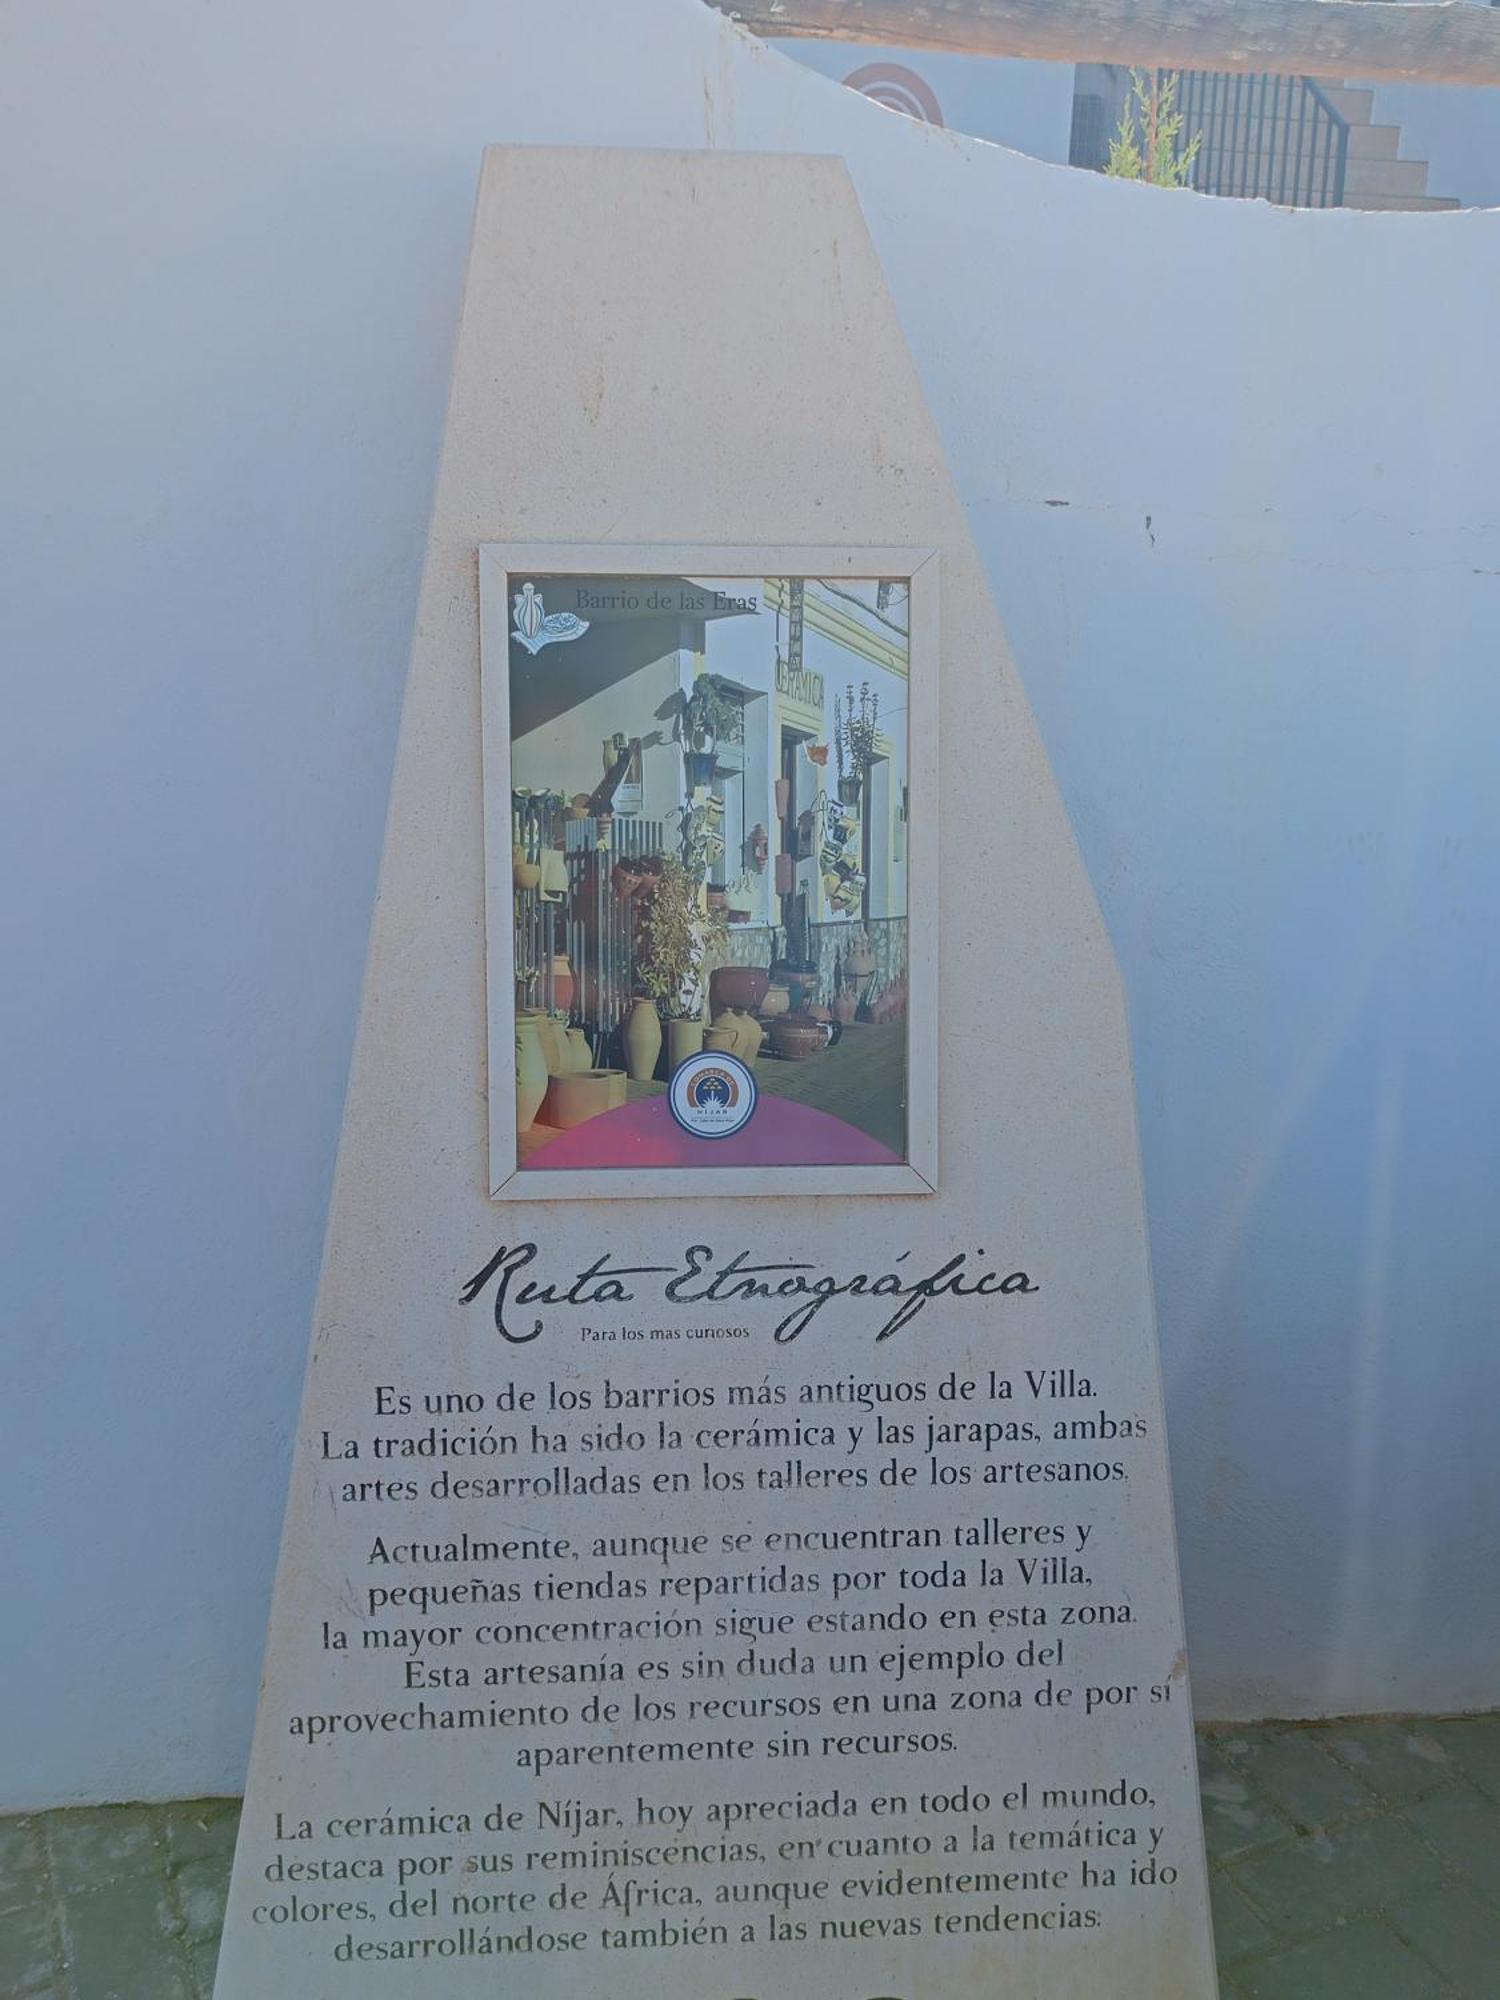 Barrio de las Eras
CERÁMICA
COMARCA DE
NÍJAR
Ruta Etnográfica
Para los mas curiosos
Es uno de los barrios más antiguos de la Villa.
La tradición ha sido la cerámica y las jarapas, ambas
artes desarrolladas en los talleres de los artesanos.
Actualmente, aunque se encuentran talleres y
pequeñas tiendas repartidas por toda la Villa,
la mayor concentración sigue estando en esta zona.
Esta artesanía es sin duda un ejemplo del
aprovechamiento de los recursos en una zona de por sí
aparentemente sin recursos.
La cerámica de Níjar, hoy apreciada en todo el mundo,
destaca por sus reminiscencias, en cuanto a la temática y
colores, del norte de África, aunque evidentemente ha ido
desarrollándose también a las nuevas tendencias.